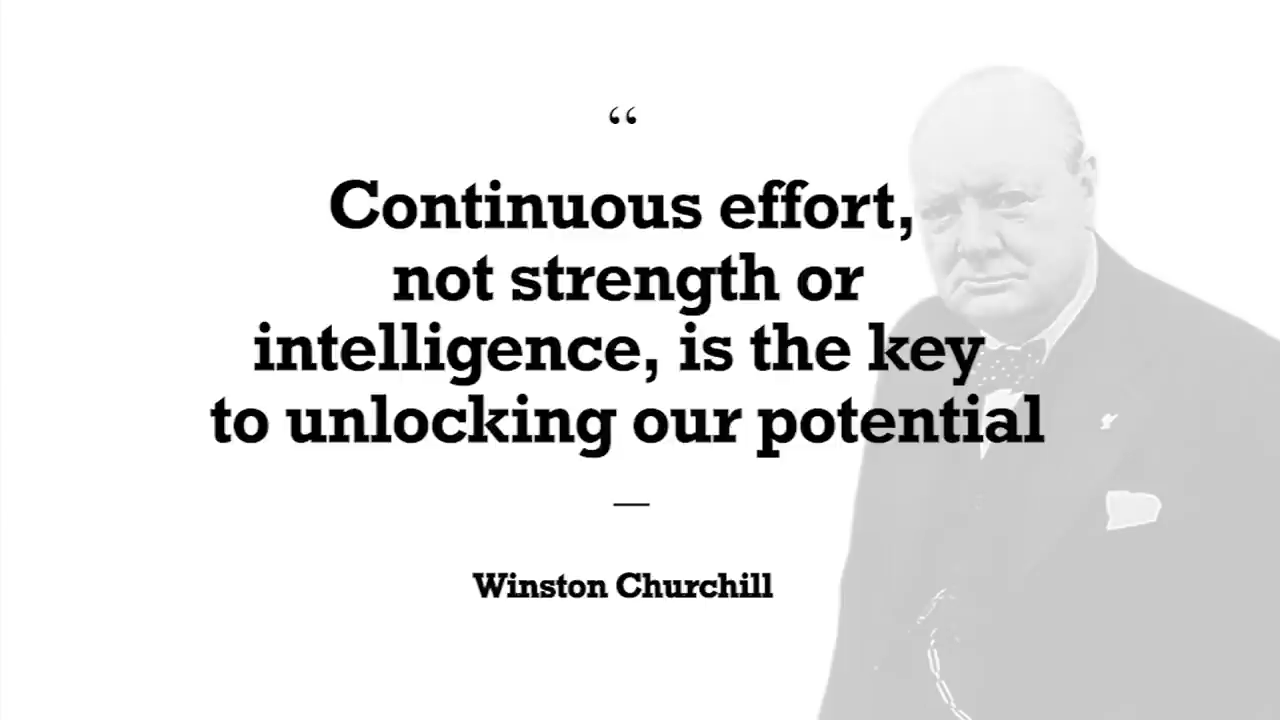 “
Continuous effort,
not strength or
intelligence, is the key
to unlocking our potential
—
Winston Churchill